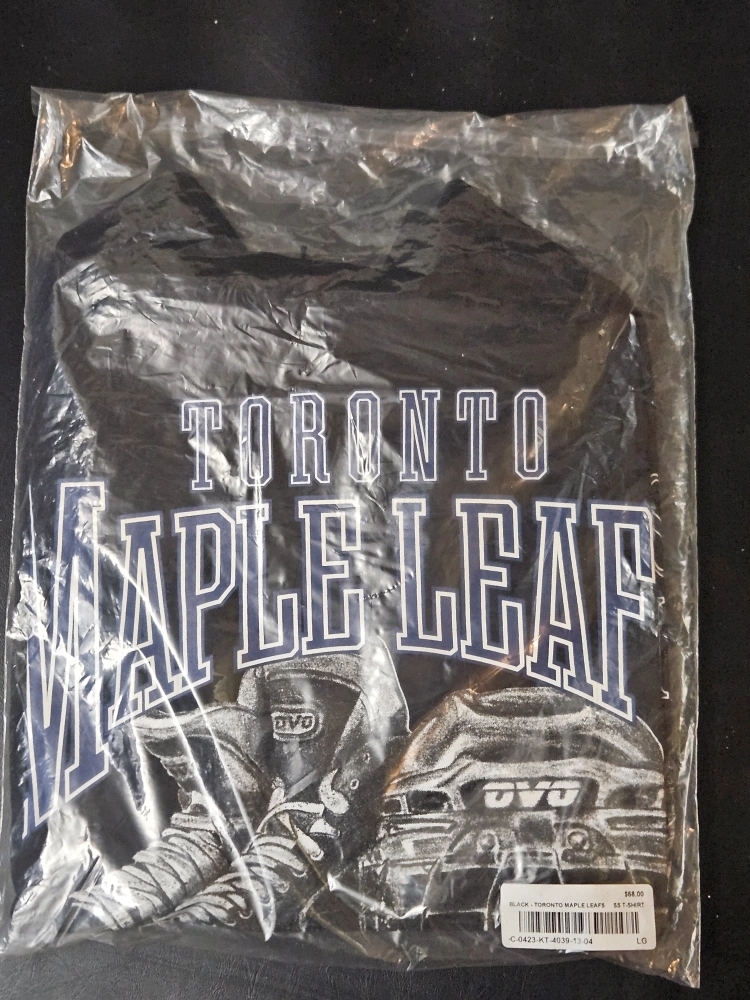 TORONTO
MAPLE LEAF
OVO
OVO
$68.00
BLACK - TORONTO MAPLE LEAFS SS T-SHIRT
-C-0423-KT-4039-13-04 LG